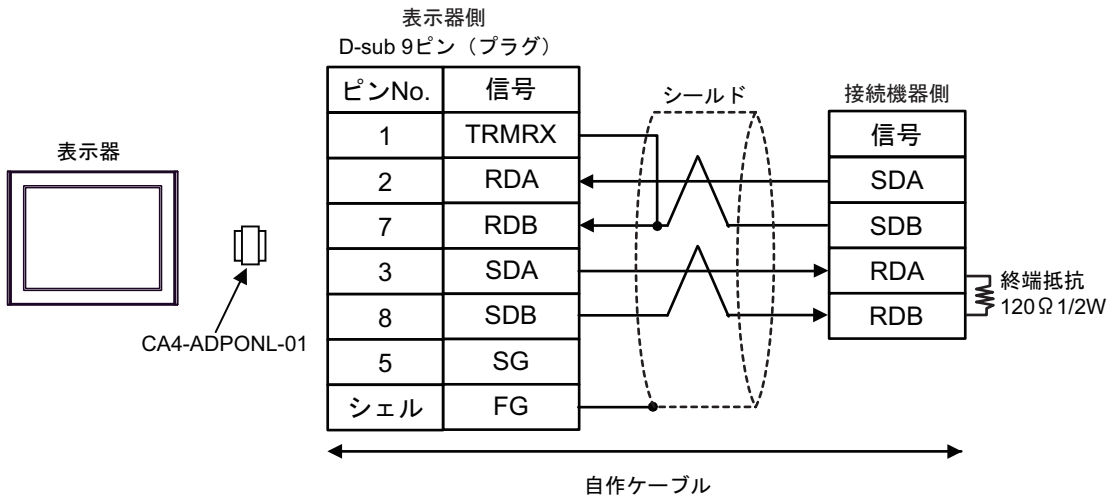 表示器側
D-sub 9ピン（プラグ）
ピンNo. 信号
シールド
接続機器側
信号
1 TRMRX
表示器
2 RDA
SDA
7 RDB
SDB
3 SDA
RDA
終端抵抗
120Ω1/2W
8 SDB
RDB
CA4-ADPONL-01
5 SG
シェル FG
自作ケーブル